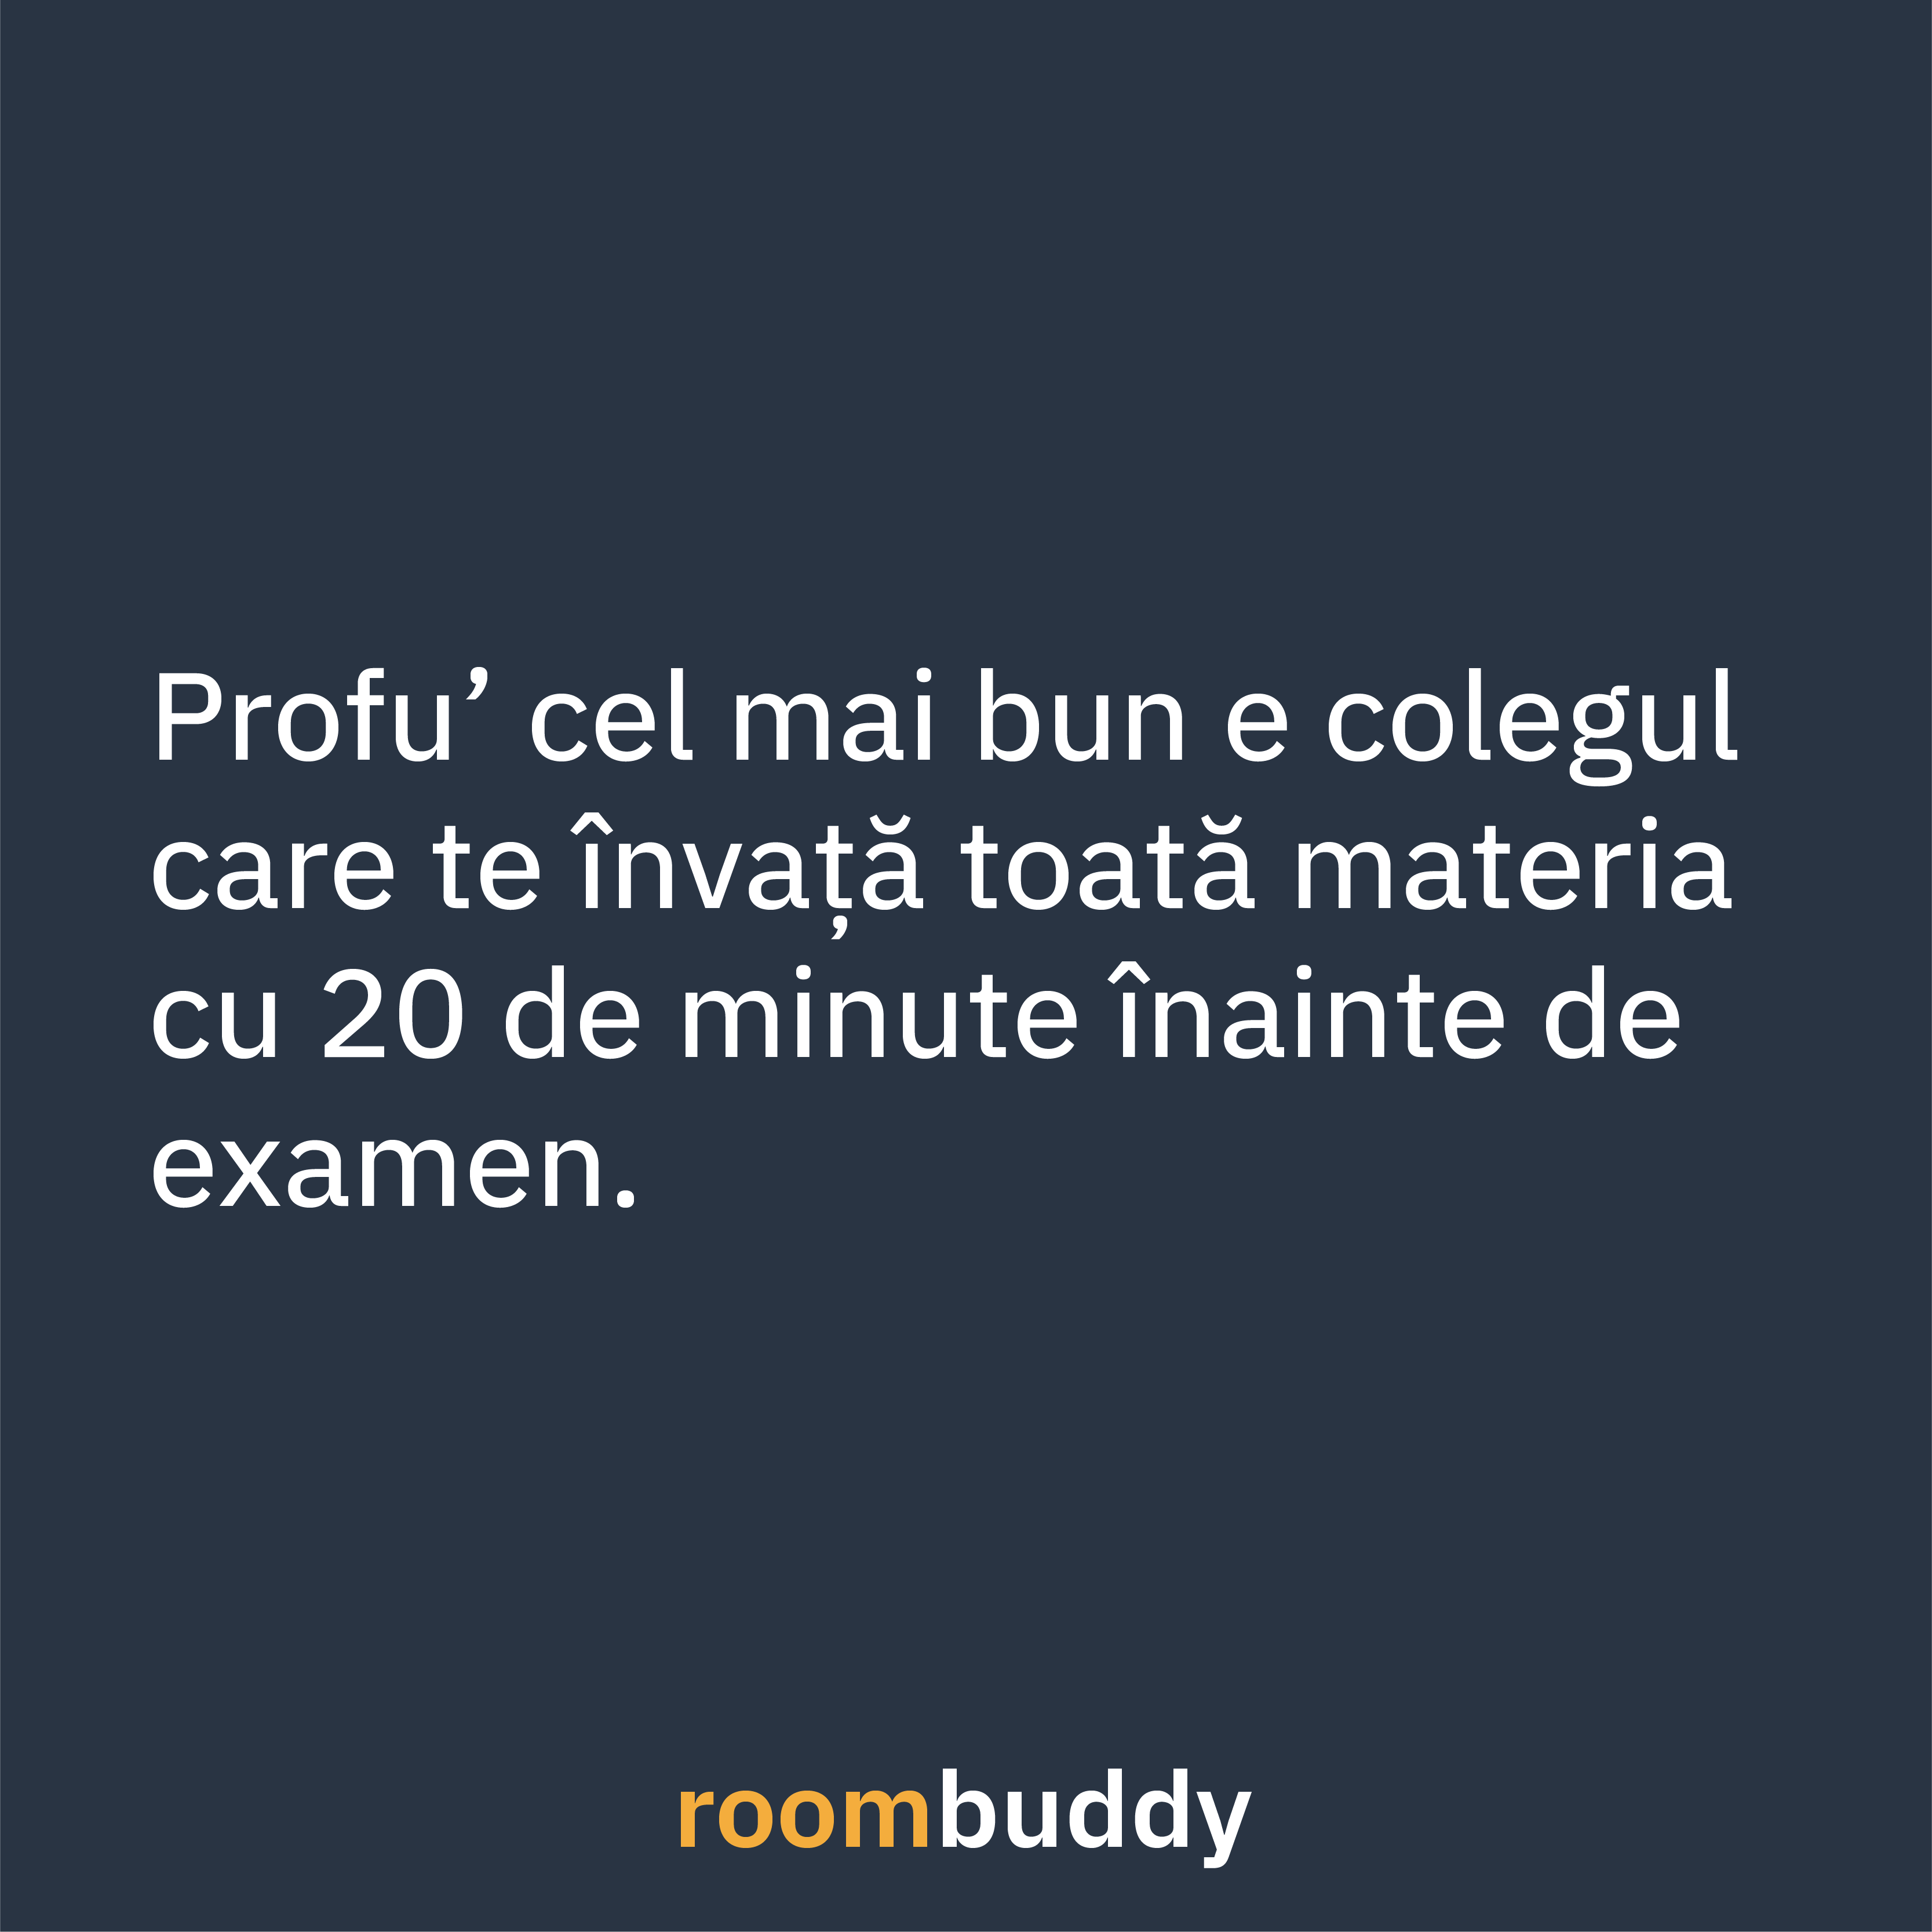 Profu’ cel mai bun e colegul
care te învață toată materia
cu 20 de minute înainte de
examen.
roombuddy